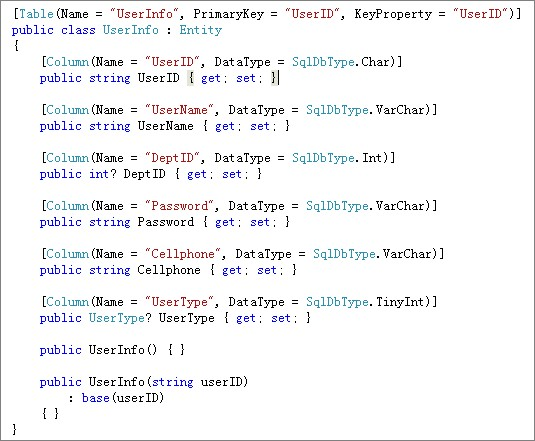 [Table(Name = "UserInfo", PrimaryKey = "UserID", KeyProperty = "UserID")]
public class UserInfo : Entity
{
    [Column(Name = "UserID", DataType = SqlDbType.Char)]
    public string UserID { get; set; }

    [Column(Name = "UserName", DataType = SqlDbType.VarChar)]
    public string UserName { get; set; }

    [Column(Name = "DeptID", DataType = SqlDbType.Int)]
    public int? DeptID { get; set; }

    [Column(Name = "Password", DataType = SqlDbType.VarChar)]
    public string Password { get; set; }

    [Column(Name = "Cellphone", DataType = SqlDbType.VarChar)]
    public string Cellphone { get; set; }

    [Column(Name = "UserType", DataType = SqlDbType.TinyInt)]
    public UserType? UserType { get; set; }

    public UserInfo() { }

    public UserInfo(string userID)
        : base(userID)
    { }
}